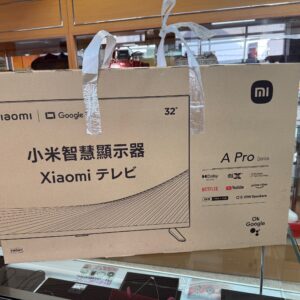 xiaomi | Google
32"
小米智慧顯示器
Xiaomi テレビ
mi
A Pro Series
Dolby
NETFLIX
YouTube
Ok
Google